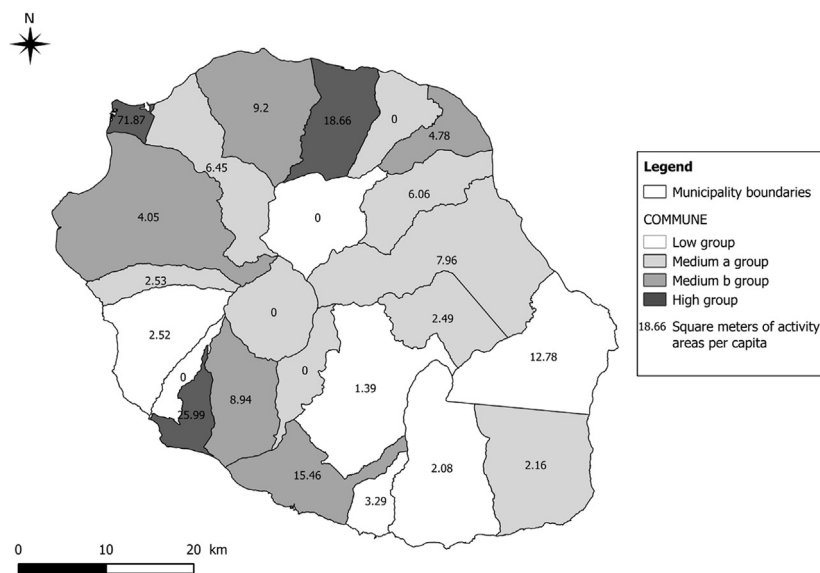 N
9.2
18.66
0
71.87
4.78
6.45
6.06
4.05
0
7.96
2.53
0
2.49
2.52
12.78
0
0
1.39
25.99
8.94
15.46
2.08
2.16
3.29
0 10 20 km
Legend
Municipality boundaries
COMMUNE
Low group
Medium a group
Medium b group
High group
18.66 Square meters of activity
areas per capita